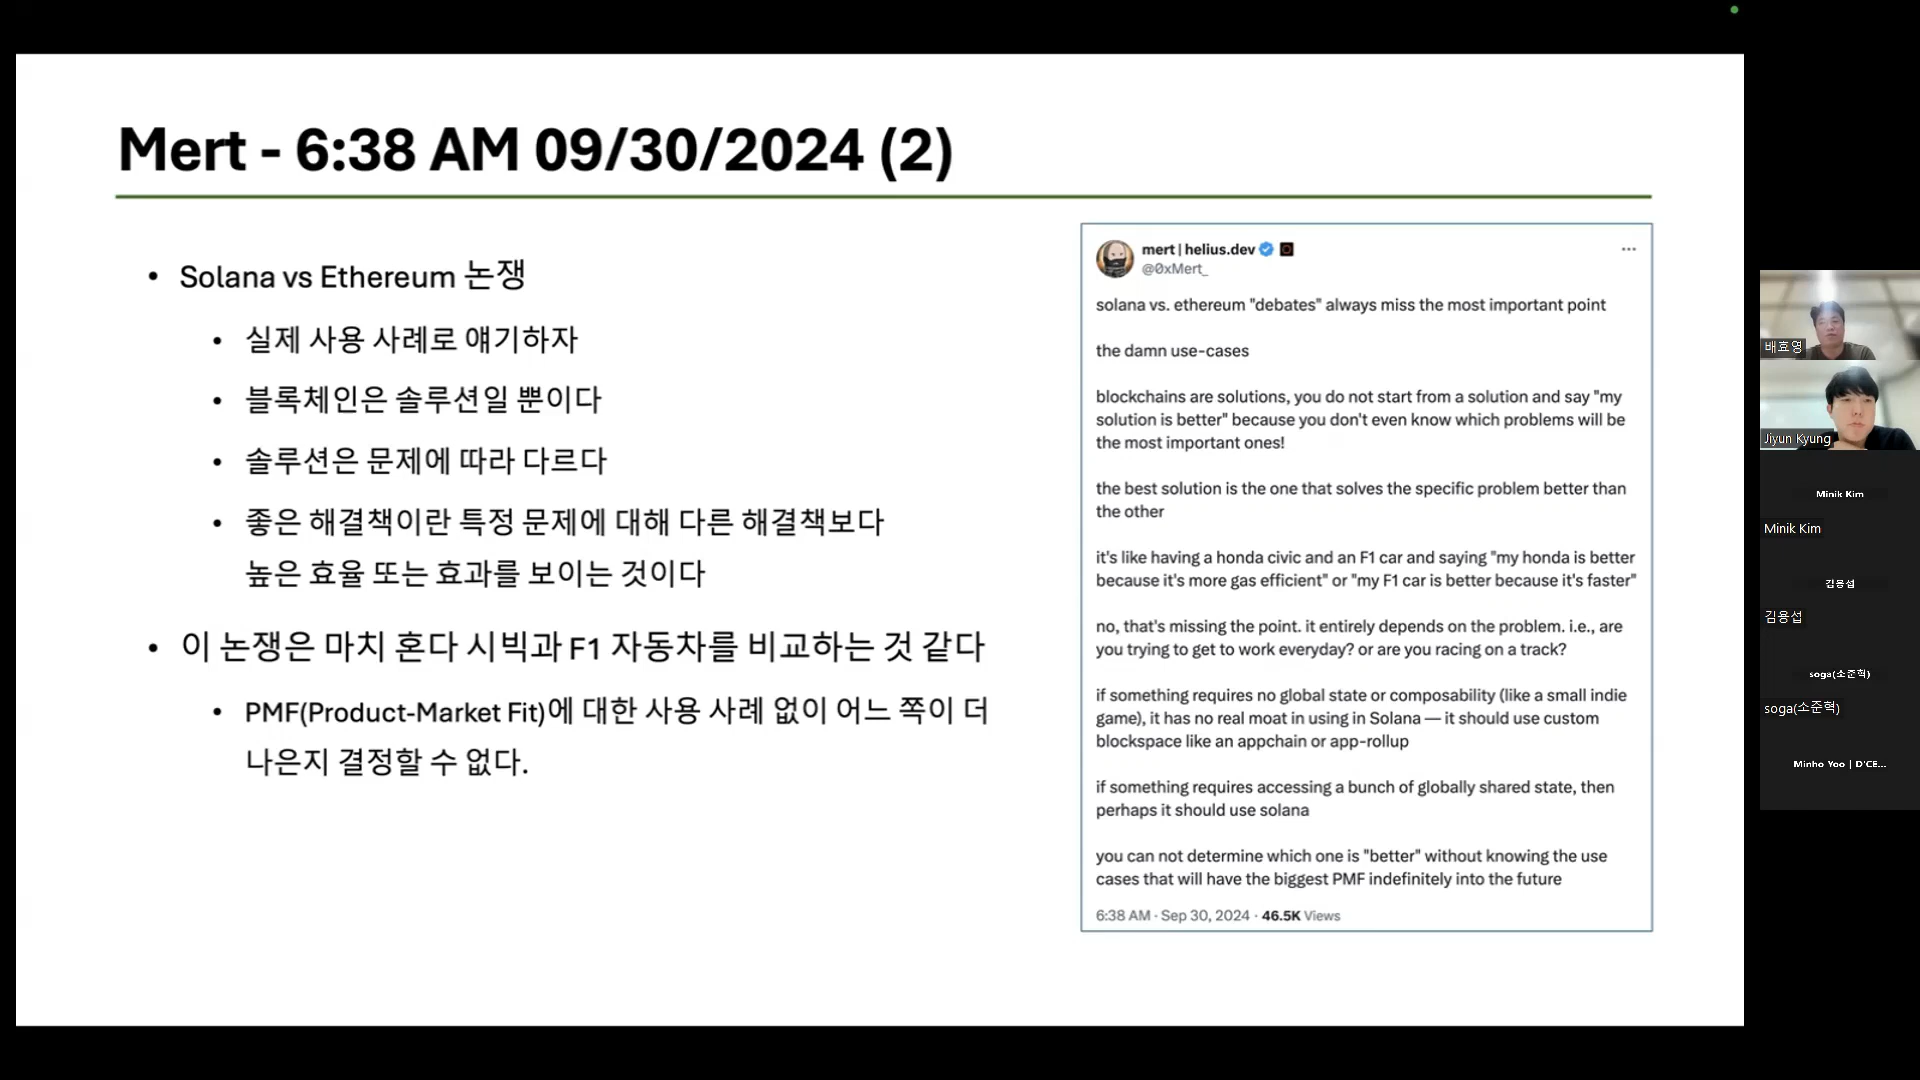 Mert - 6:38 AM 09/30/2024 (2)
• Solana vs Ethereum 논쟁
• 실제 사용 사례로 얘기하자
• 블록체인은 솔루션일 뿐이다
• 솔루션은 문제에 따라 다르다
• 좋은 해결책이란 특정 문제에 대해 다른 해결책보다
높은 효율 또는 효과를 보이는 것이다
• 이 논쟁은 마치 혼다 시빅과 F1 자동차를 비교하는 것 같다
• PMF(Product-Market Fit)에 대한 사용 사례 없이 어느 쪽이 더
나은지 결정할 수 없다.
mert | helius.dev
@0xMert_
solana vs. ethereum "debates" always miss the most important point
the damn use-cases
blockchains are solutions, you do not start from a solution and say "my
solution is better" because you don't even know which problems will be
the most important ones!
the best solution is the one that solves the specific problem better than
the other
it's like having a honda civic and an F1 car and saying "my honda is better
because it's more gas efficient" or "my F1 car is better because it's faster"
no, that's missing the point. it entirely depends on the problem. i.e., are
you trying to get to work everyday? or are you racing on a track?
if something requires no global state or composability (like a small indie
game), it has no real moat in using in Solana — it should use custom
blockspace like an appchain or app-rollup
if something requires accessing a bunch of globally shared state, then
perhaps it should use solana
you can not determine which one is "better" without knowing the use
cases that will have the biggest PMF indefinitely into the future
6:38 AM · Sep 30, 2024 · 46.5K Views
배효영
Jiyun Kyung
Minik Kim
Minik Kim
김용섭
김용섭
soga(소준혁)
soga(소준혁)
Minho Yoo | D'CE...